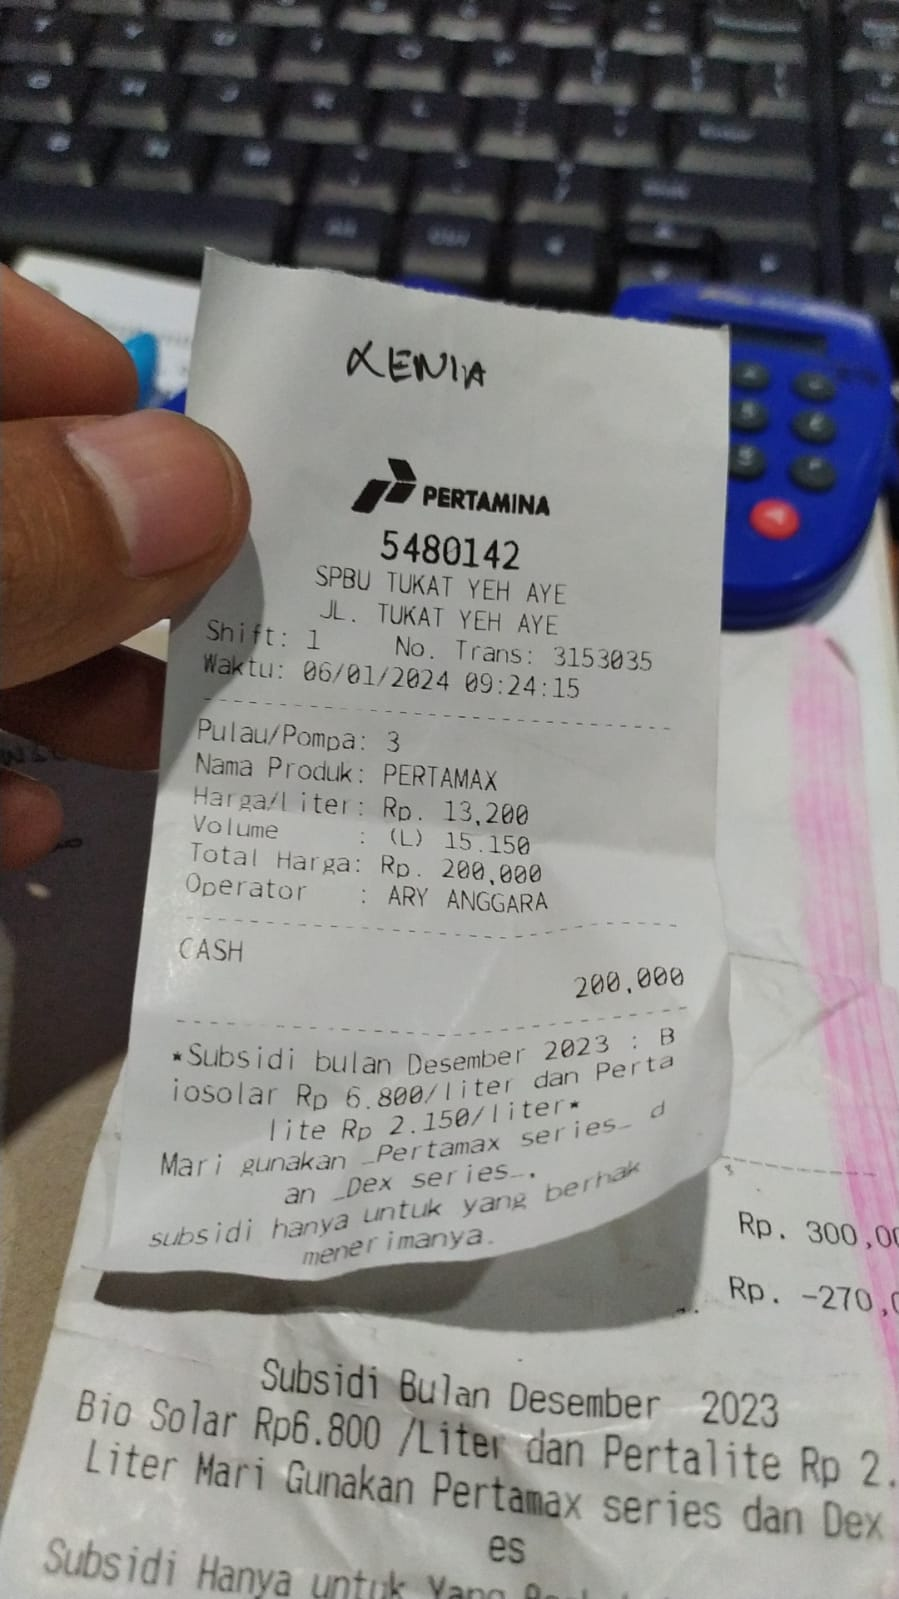 XENIA
PERTAMINA
5480142
SPBU TUKAT YEH AYE
JL. TUKAT YEH AYE
Shift: 1 No. Trans: 3153035
Waktu: 06/01/2024 09:24:15
Pulau/Pompa: 3
Nama Produk: PERTAMAX
Harga/Liter: Rp. 13,200
Volume : (L) 15.150
Total Harga: Rp. 200,000
Operator : ARY ANGGARA
CASH
200,000
*Subsidi bulan Desember 2023 : B
iosolar Rp 6.800/liter dan Perta
lite Rp 2.150/liter*
Mari gunakan _Pertamax series_ d
an _Dex series_.
subsidi hanya untuk yang berhak
menerimanya.
Rp. 300,00
Rp. -270,0
Subsidi Bulan Desember 2023
Bio Solar Rp6.800 /Liter dan Pertalite Rp 2.
Liter Mari Gunakan Pertamax series dan Dex
es
Subsidi Hanya untuk Yang